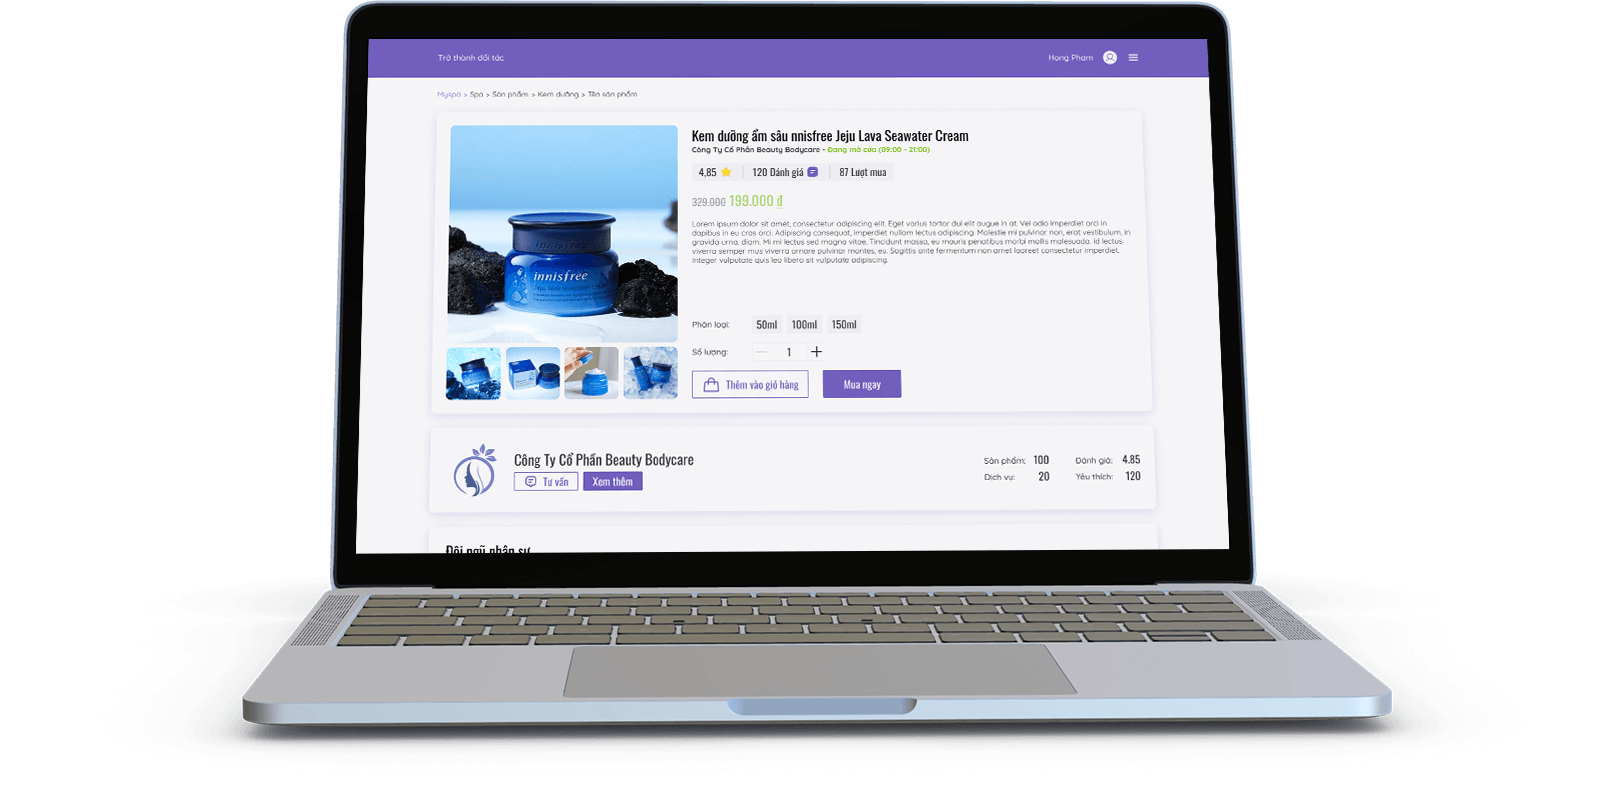 Trở thành đối tác
Hong Pham
Myspa > Spa > Sản phẩm > Kem dưỡng > Tên sản phẩm
Kem dưỡng ẩm sâu nnisfree Jeju Lava Seawater Cream
Công Ty Cổ Phần Beauty Bodycare - Đang mở cửa (09:00 - 21:00)
4,85 120 Đánh giá 87 Lượt mua
329.000 199.000 ₫
Lorem ipsum dolor sit amet, consectetur adipiscing elit. Eget varius tortor dui elit augue in at. Vel odio imperdiet orci in
dapibus in eu cras orci. Adipiscing consequat, imperdiet nullam lectus adipiscing. Molestie mi pulvinar non, erat vestibulum, in
gravida urna, diam. Mi mi lectus sed magna vitae. Tincidunt massa, eu mauris penatibus morbi mollis malesuada. Id lectus
viverra semper mus viverra ornare pulvinar montes, eu. Sagittis ante fermentum non amet laoreet consectetur imperdiet.
Integer vulputate quis leo libero sit vulputate adipiscing.
innisfree
Jeju lava seawater
Phân loại: 50ml 100ml 150ml
Số lượng: 1
Thêm vào giỏ hàng
Mua ngay
Công Ty Cổ Phần Beauty Bodycare
Tư vấn
Xem thêm
Sản phẩm: 100
Đánh giá: 4.85
Dịch vụ: 20
Yêu thích: 120
Đội ngũ nhân sự